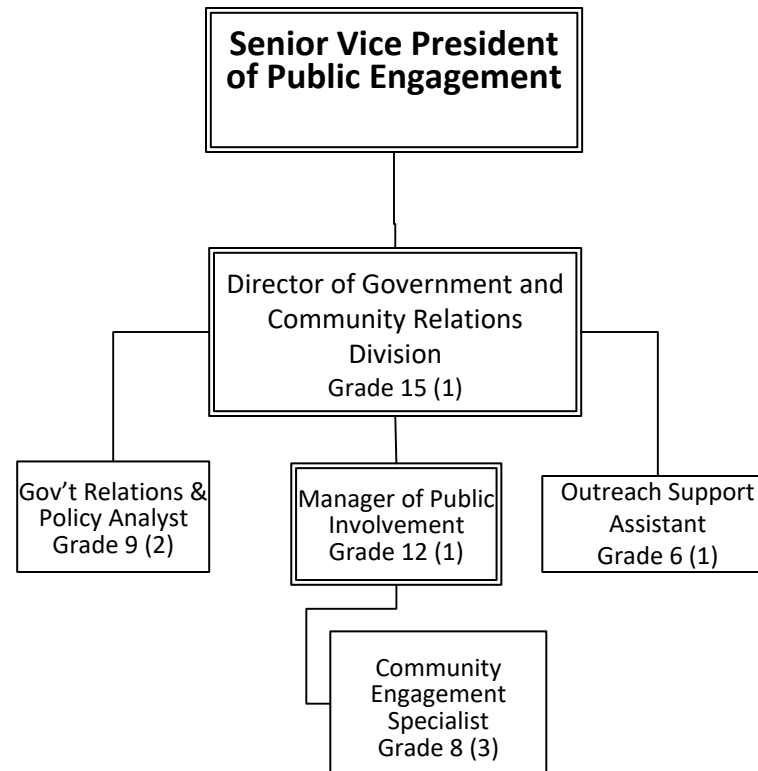 Senior Vice President
of Public Engagement
Director of Government and
Community Relations
Division
Grade 15 (1)
Gov't Relations &
Policy Analyst
Grade 9 (2)
Manager of Public
Involvement
Grade 12 (1)
Outreach Support
Assistant
Grade 6 (1)
Community
Engagement
Specialist
Grade 8 (3)